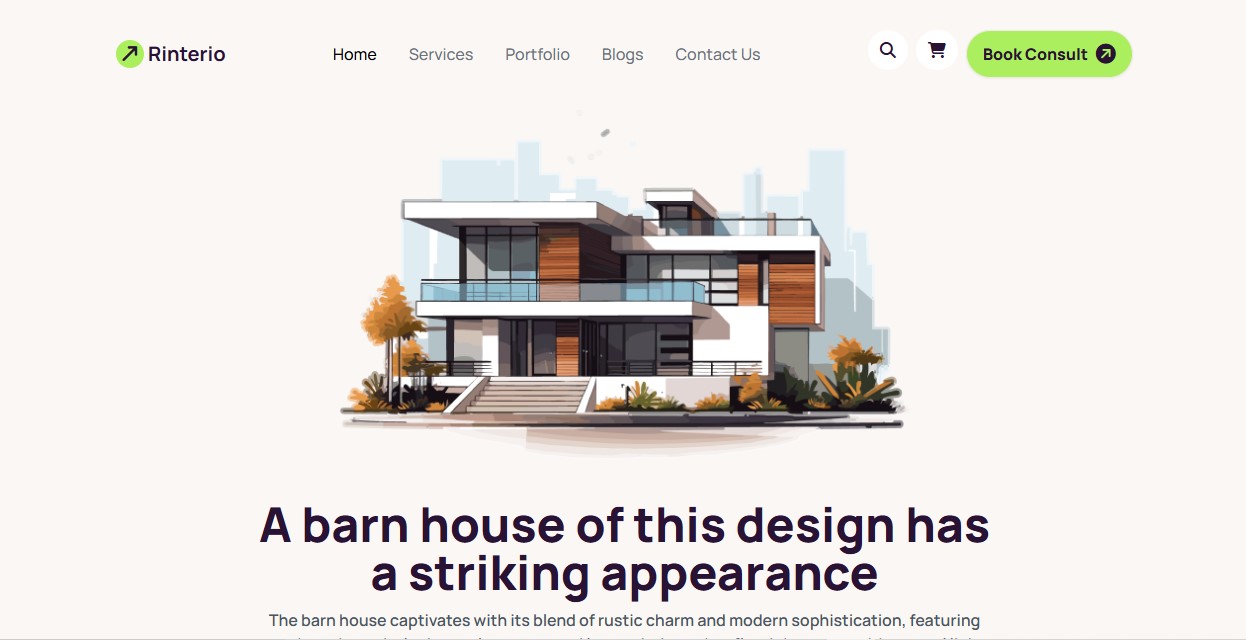 Rinterio
Home Services Portfolio Blogs Contact Us
Book Consult
A barn house of this design has
a striking appearance
The barn house captivates with its blend of rustic charm and modern sophistication, featuring